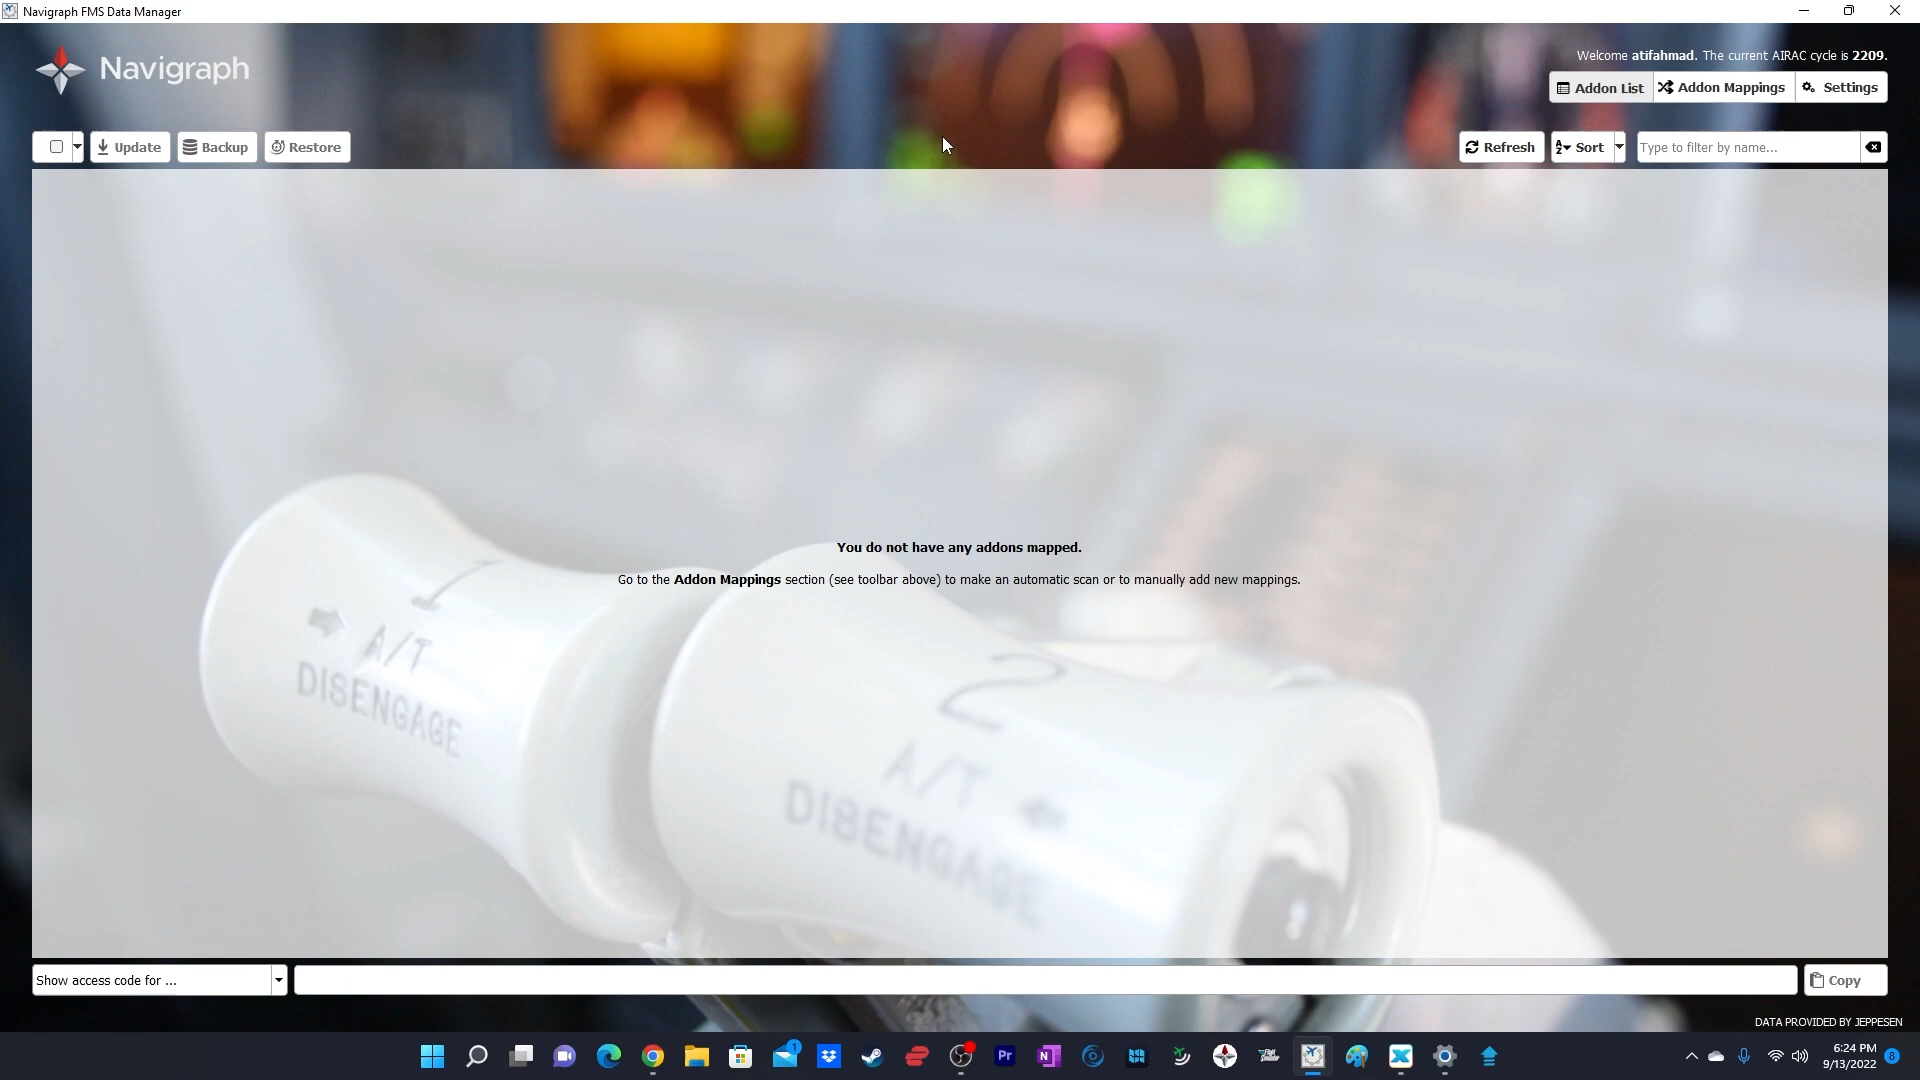 Navigraph FMS Data Manager
Navigraph
Welcome atifahmad. The current AIRAC cycle is 2209.
Addon List
Addon Mappings
Settings
Update
Backup
Restore
Refresh
Sort
Type to filter by name...
You do not have any addons mapped.
Go to the Addon Mappings section (see toolbar above) to make an automatic scan or to manually add new mappings.
1
A/T
DISENGAGE
2
A/T
DISENGAGE
Show access code for ...
Copy
DATA PROVIDED BY JEPPESEN
1
Pr
N
6:24 PM
9/13/2022
8